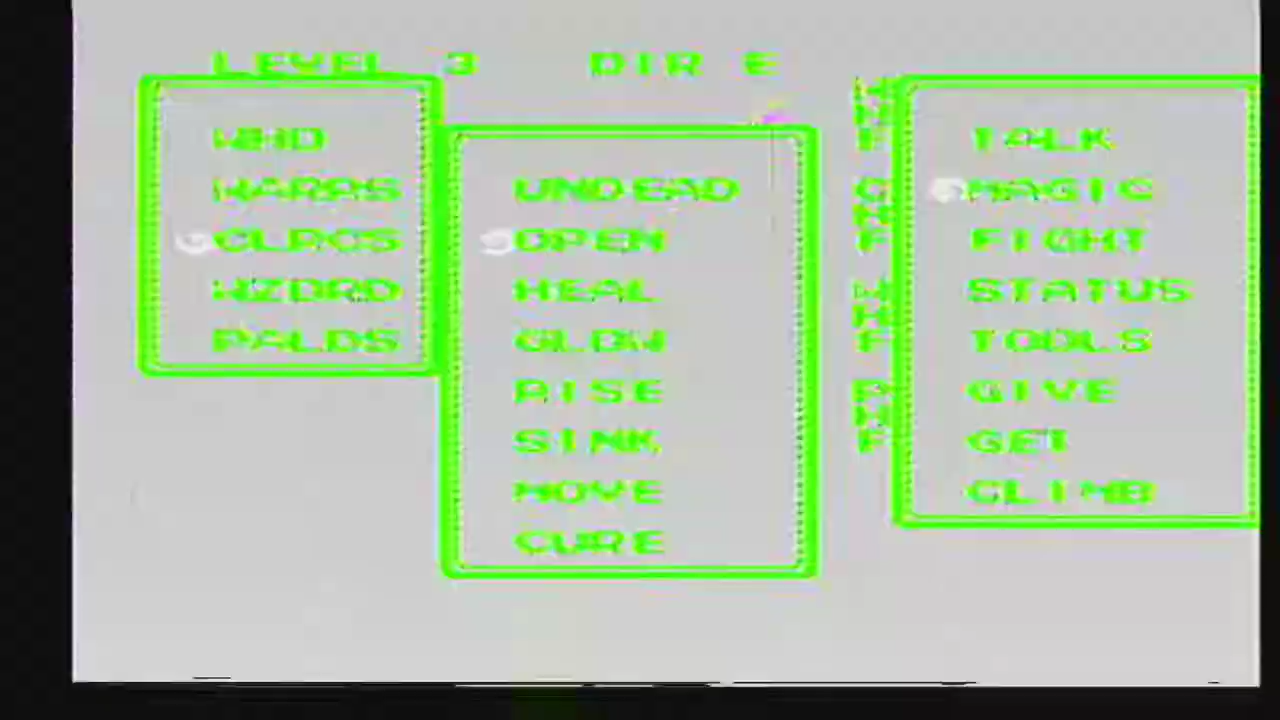 LEVEL 3 DIR E
WHO
HARPS
CLRCS
WZDRD
PALDS
UNDEAD
OPEN
HEAL
GLOW
RISE
SINK
MOVE
CURE
TALK
MAGIC
FIGHT
STATUS
TOOLS
GIVE
GET
CLIMB